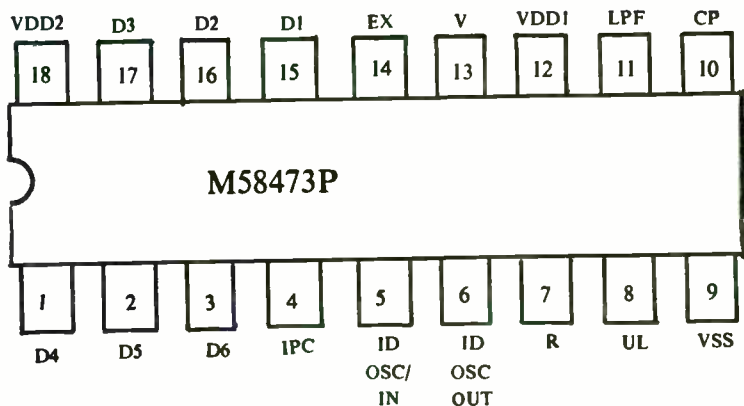 VDD2 D3 D2 D1 EX V VDD1 LPF CP
18 17 16 15 14 13 12 11 10
M58473P
1 2 3 4 5 6 7 8 9
D4 D5 D6 IPC ID ID R UL VSS
OSC/ OSC
IN OUT